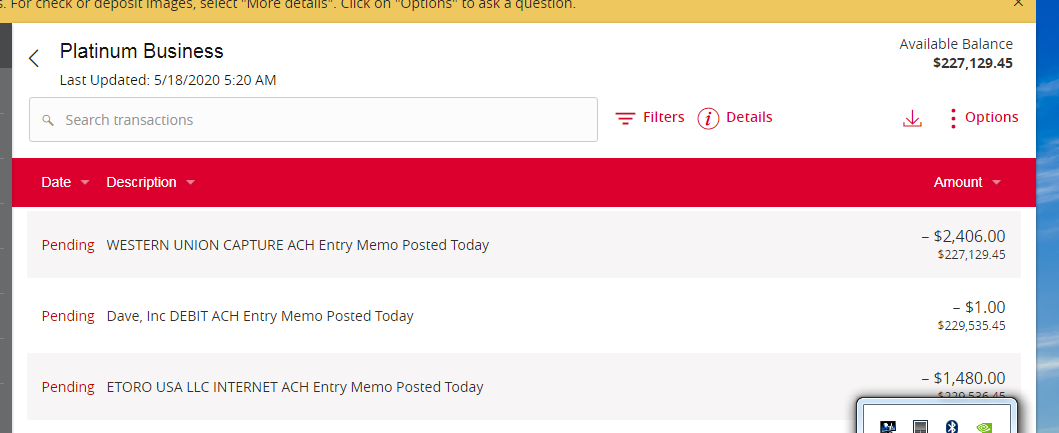 s. For check or deposit images, select "More details". Click on "Options" to ask a question.
Platinum Business
Available Balance
$227,129.45
Last Updated: 5/18/2020 5:20 AM
Search transactions
Filters
Details
Options
Date Description Amount
Pending WESTERN UNION CAPTURE ACH Entry Memo Posted Today – $2,406.00
$227,129.45
Pending Dave, Inc DEBIT ACH Entry Memo Posted Today – $1.00
$229,535.45
Pending ETORO USA LLC INTERNET ACH Entry Memo Posted Today – $1,480.00
$229,536.45